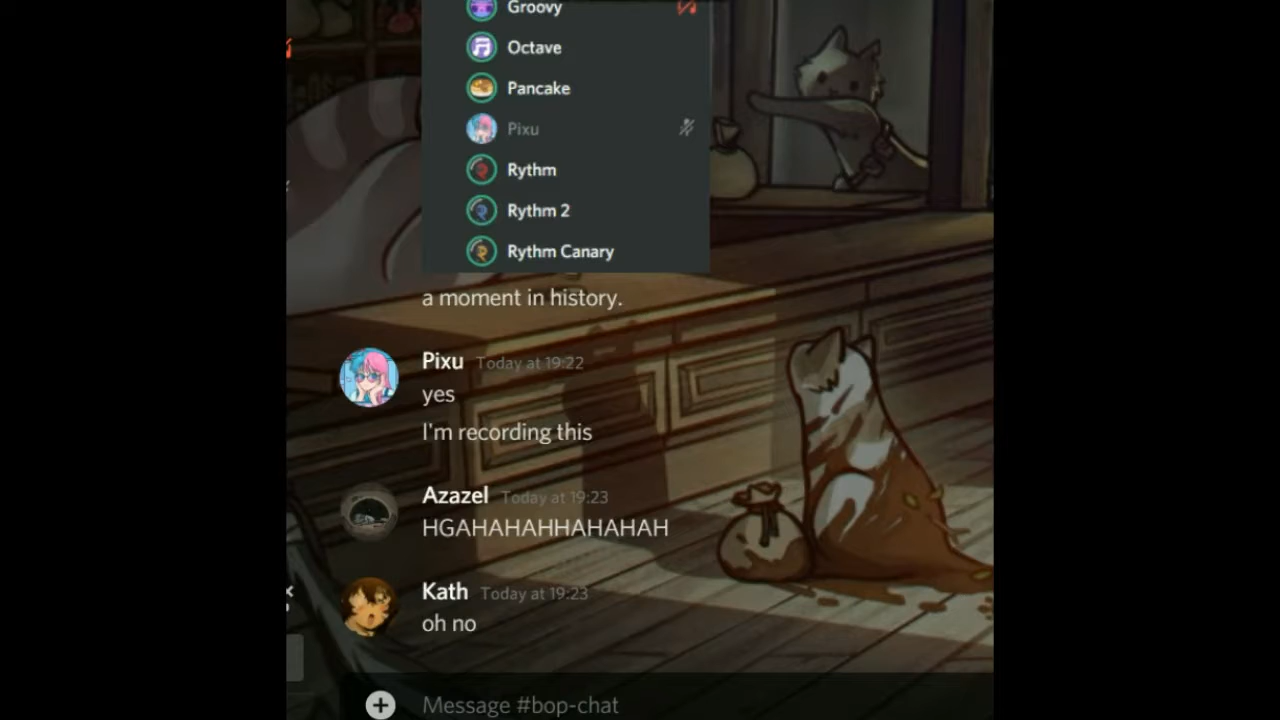 Groovy
Octave
Pancake
Pixu
Rythm
Rythm 2
Rythm Canary
a moment in history.
Pixu Today at 19:22
yes
I'm recording this
Azazel Today at 19:23
HGAHAHAHHAHAHAH
Kath Today at 19:23
oh no
Message #bop-chat